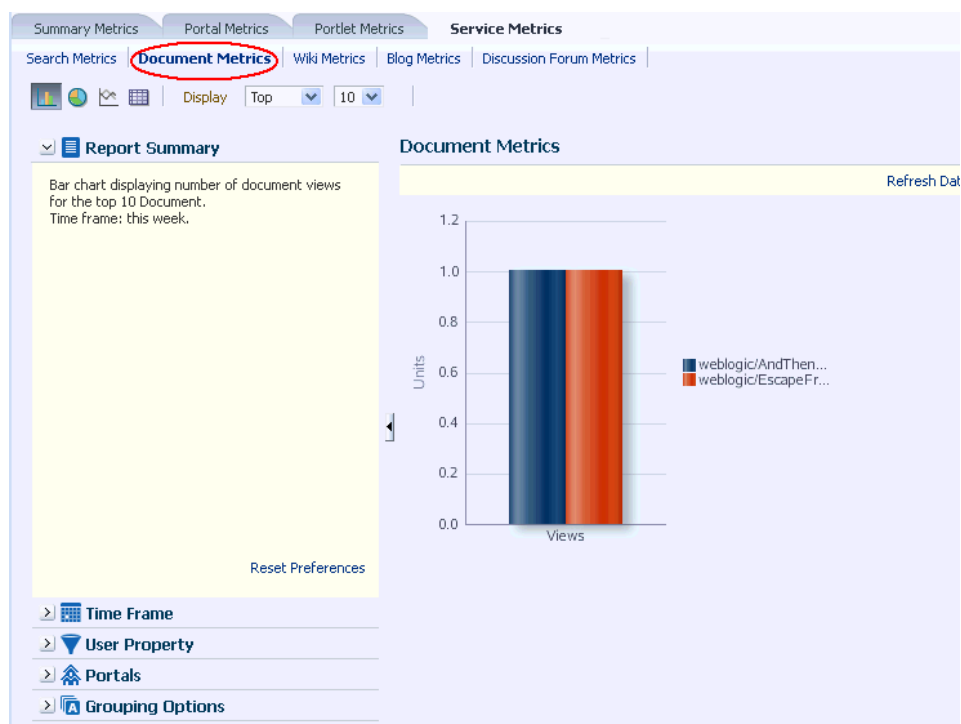 Summary Metrics Portal Metrics Portlet Metrics Service Metrics
Search Metrics Document Metrics Wiki Metrics Blog Metrics Discussion Forum Metrics
Display Top 10
Report Summary
Bar chart displaying number of document views
for the top 10 Document.
Time frame: this week.
Reset Preferences
Time Frame
User Property
Portals
Grouping Options
Document Metrics
Refresh Dat
1.2
1.0
0.8
0.6
0.4
0.2
0.0
Units
Views
weblogic/AndThen...
weblogic/EscapeFr...